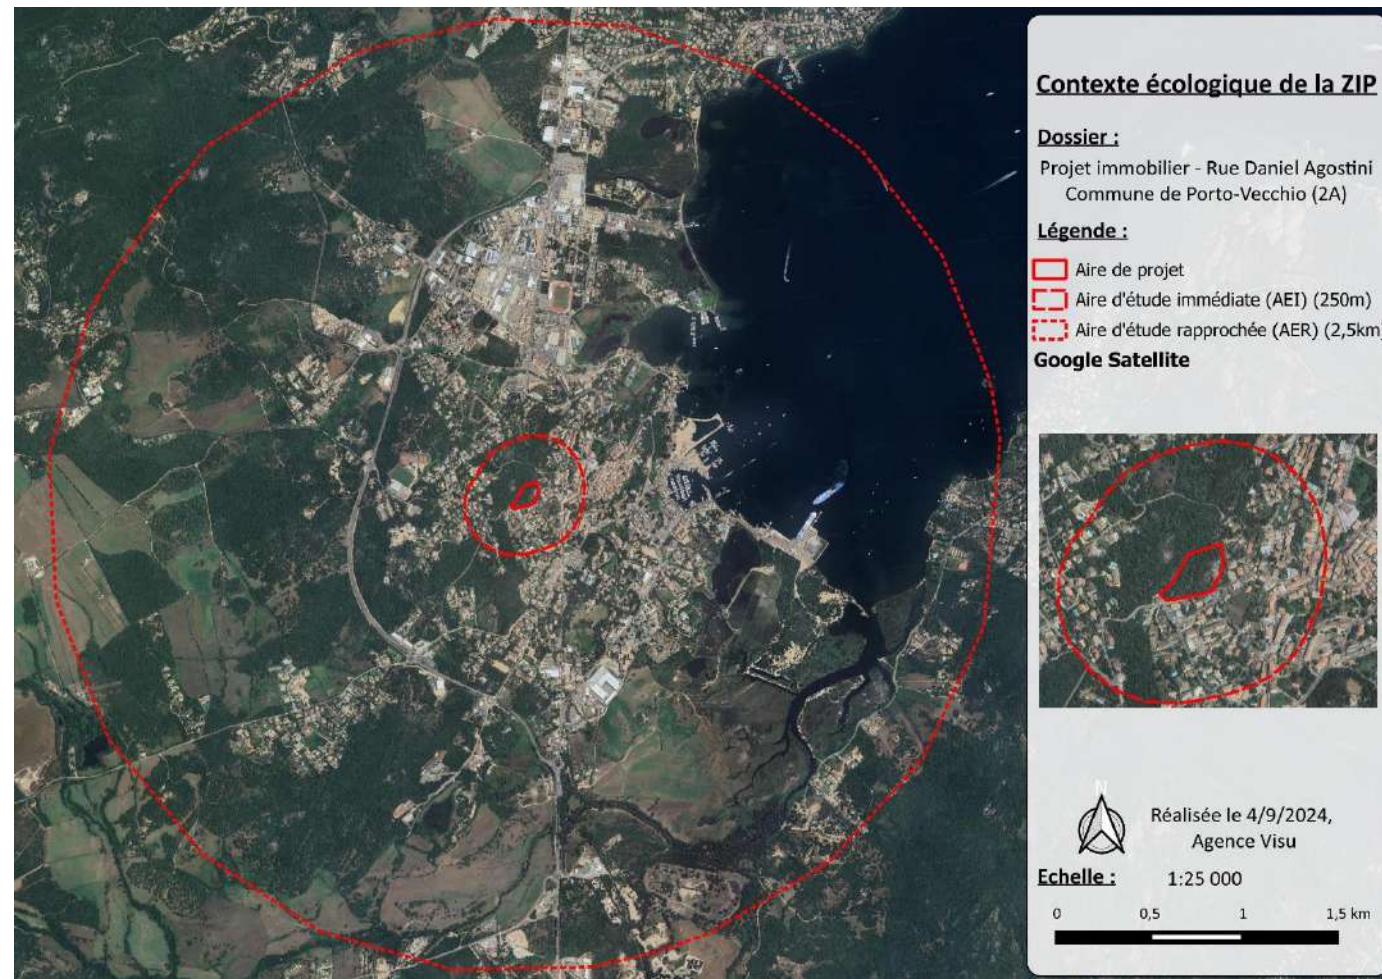 Contexte écologique de la ZIP
Dossier :
Projet immobilier - Rue Daniel Agostini
Commune de Porto-Vecchio (2A)
Légende :
Aire de projet
Aire d'étude immédiate (AEI) (250m)
Aire d'étude rapprochée (AER) (2,5km
Google Satellite
N
Réalisée le 4/9/2024,
Agence Visu
Echelle : 1:25 000
0 0,5 1 1,5 km